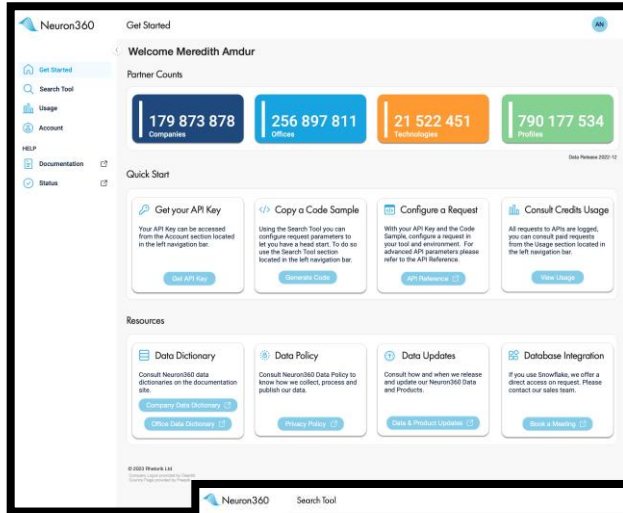 Neuron360
Get Started
AN
Get Started
Search Tool
Usage
Account
HELP
Documentation
Status
Welcome Meredith Amdur
Partner Counts
179 873 878
Companies
256 897 811
Offices
21 522 451
Technologies
790 177 534
Profiles
Data Release 2022-12
Quick Start
Get your API Key
Your API Key can be accessed
from the Account section located
in the left navigation bar.
Get API Key
Copy a Code Sample
Using the Search Tool you can
configure request parameters to
let you have a head start. To do so
use the Search Tool section
located in the left navigation bar.
Generate Code
Configure a Request
With your API Key and the Code
Sample, configure a request in
your tool and environment. For
advanced API parameters please
refer to the API Reference.
API Reference
Consult Credits Usage
All requests to APIs are logged,
you can consult paid requests
from the Usage section located in
the left navigation bar.
View Usage
Resources
Data Dictionary
Consult Neuron360 data
dictionaries on the documentation
site.
Company Data Dictionary
Office Data Dictionary
Data Policy
Consult Neuron360 Data Policy to
know how we collect, process and
publish our data.
Privacy Policy
Data Updates
Consult how and when we release
and update our Neuron360 Data
and Products.
Data & Product Updates
Database Integration
If you use Snowflake, we offer a
direct access on request. Please
contact our sales team.
Book a Meeting
© 2023 Rhetorik Ltd
Company Logos provided by
Country Flags provided by
Neuron360
Search Tool